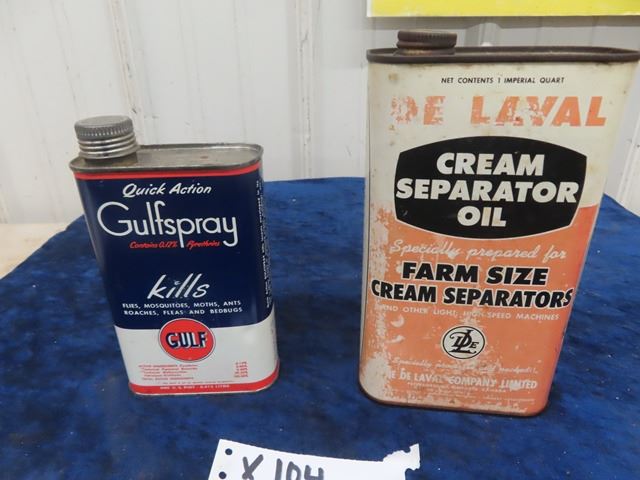 Quick Action
Gulfspray
Contains 0.12% Pyrethrins
kills
FLIES, MOSQUITOES, MOTHS, ANTS
ROACHES, FLEAS AND BEDBUGS
GULF
NET CONTENTS 1 IMPERIAL QUART
DE LAVAL
CREAM
SEPARATOR
OIL
Specially prepared for
FARM SIZE
CREAM SEPARATORS
AND OTHER LIGHT, HIGH-SPEED MACHINES
THE DE LAVAL COMPANY LIMITED
X 104